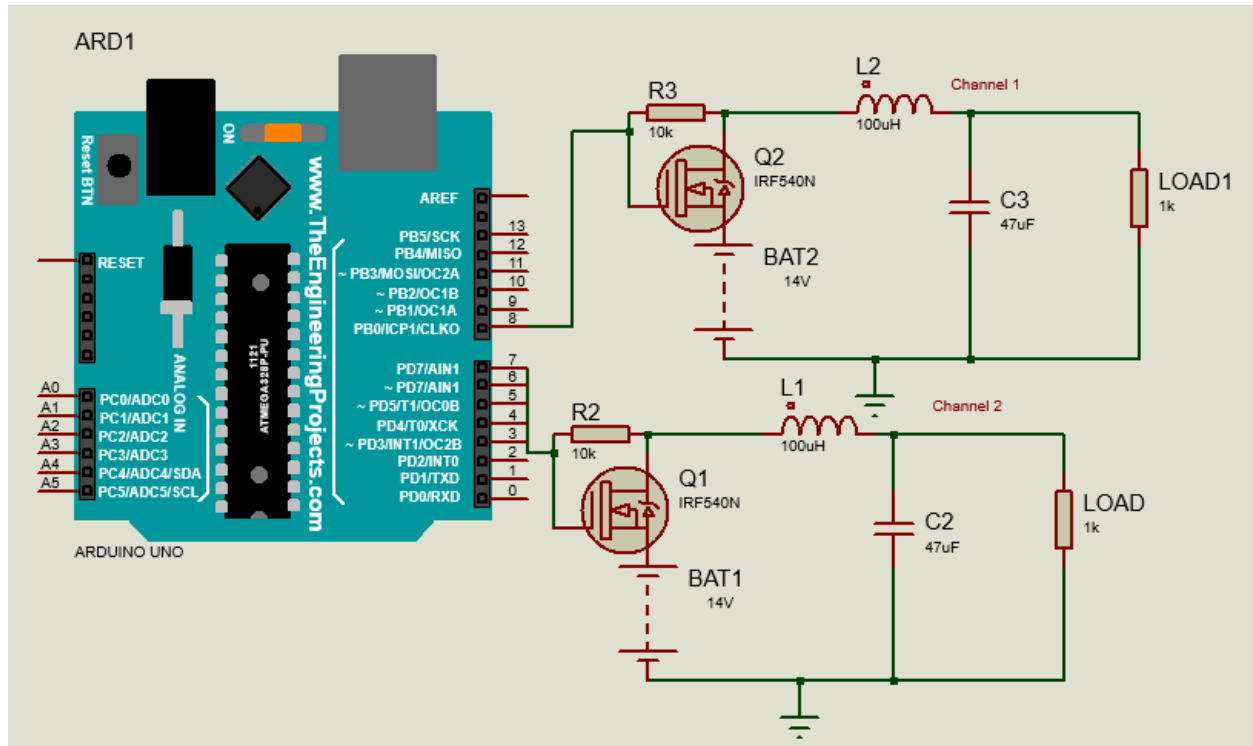 ARD1
Reset BTN
ON
www.TheEngineeringProjects.com
ANALOG IN
1121
ATMEGA328P-PU
RESET
AREF
PB5/SCK 13
PB4/MISO 12
~ PB3/MOSI/OC2A 11
~ PB2/OC1B 10
~ PB1/OC1A 9
PB0/ICP1/CLKO 8
PD7/AIN1 7
~ PD7/AIN1 6
~ PD5/T1/OC0B 5
PD4/T0/XCK 4
~ PD3/INT1/OC2B 3
PD2/INT0 2
PD1/TXD 1
PD0/RXD 0
A0 PC0/ADC0
A1 PC1/ADC1
A2 PC2/ADC2
A3 PC3/ADC3
A4 PC4/ADC4/SDA
A5 PC5/ADC5/SCL
ARDUINO UNO
R3
10k
Q2
IRF540N
BAT2
14V
L2
100uH
Channel 1
C3
47uF
LOAD1
1k
R2
10k
Q1
IRF540N
BAT1
14V
L1
100uH
Channel 2
C2
47uF
LOAD
1k